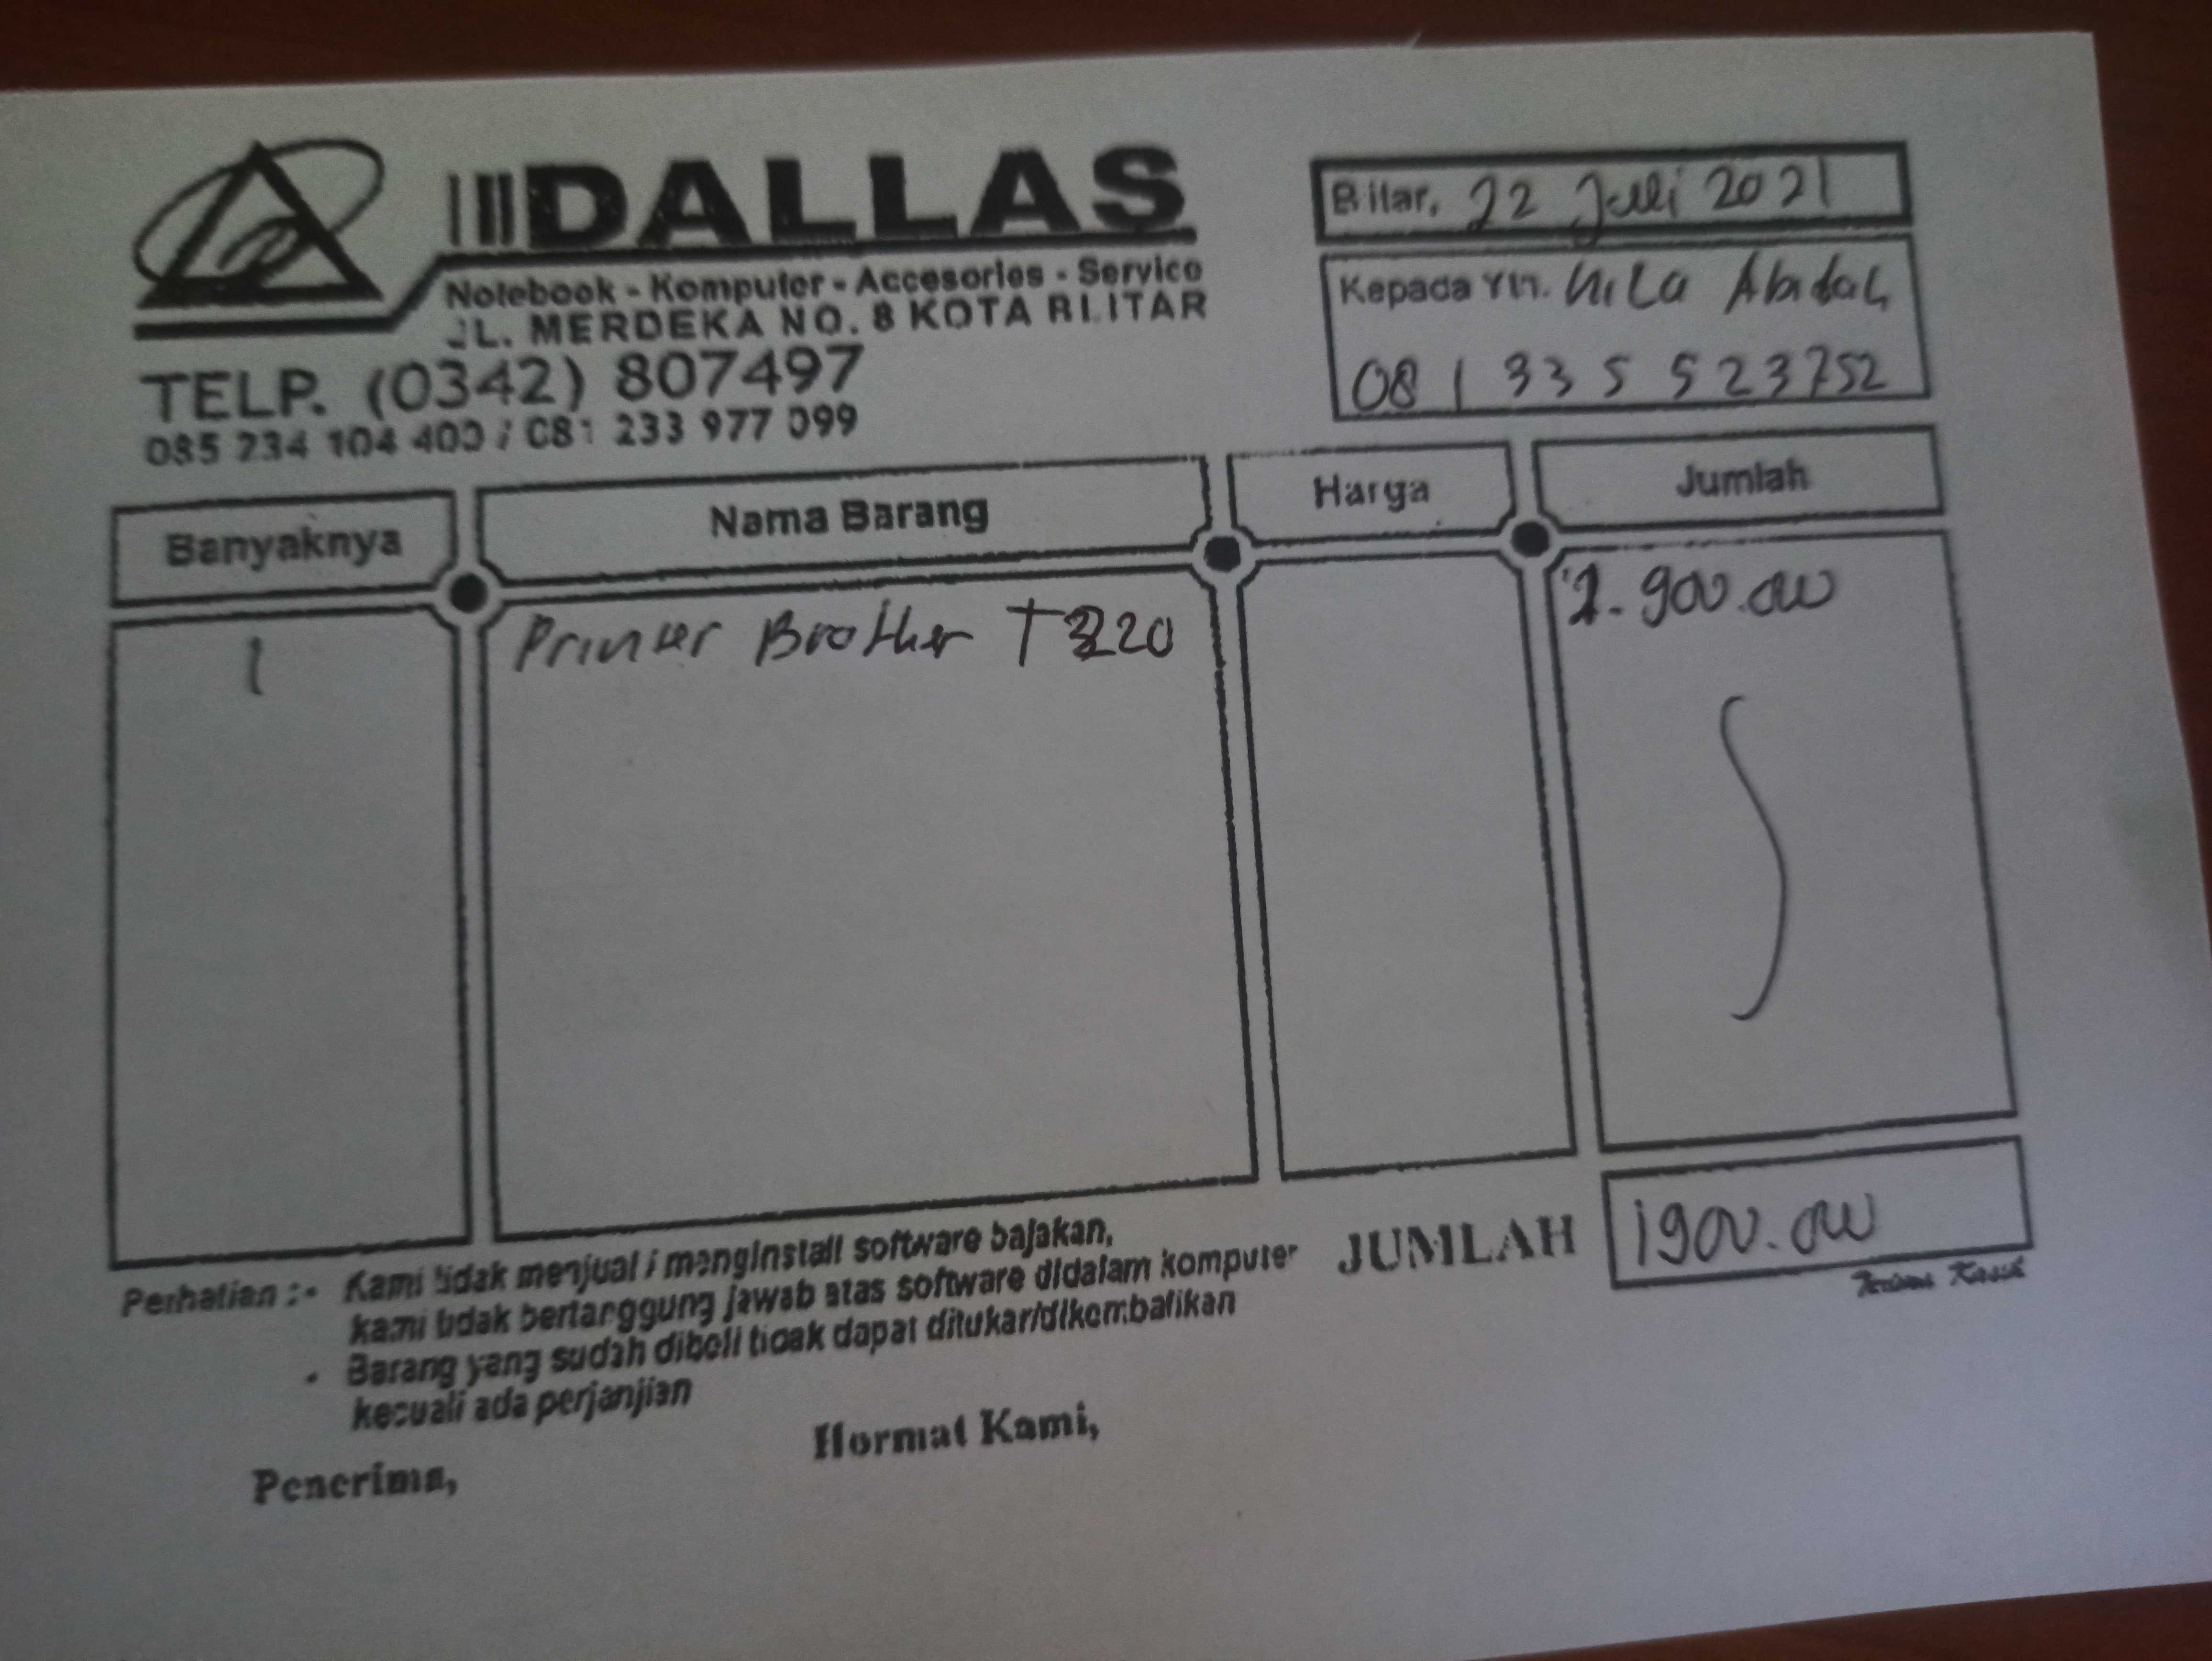 DALLAS
Notebook - Komputer - Accesories - Service
JL. MERDEKA NO. 8 KOTA BLITAR
TELP. (0342) 807497
085 234 104 400 / 081 233 977 099
Blitar, 22 Juli 2021
Kepada Yth. Nila Abidah
081 335 523752
Banyaknya Nama Barang Harga Jumlah
1 Printer Brother T220 1.900.000
JUMLAH 1900.000
Terima Kasih
Perhatian :- Kami tidak menjual / menginstall software bajakan,
kami tidak bertanggung jawab atas software didalam komputer
- Barang yang sudah dibeli tidak dapat ditukar/dikembalikan
kecuali ada perjanjian
Penerima,
Hormat Kami,